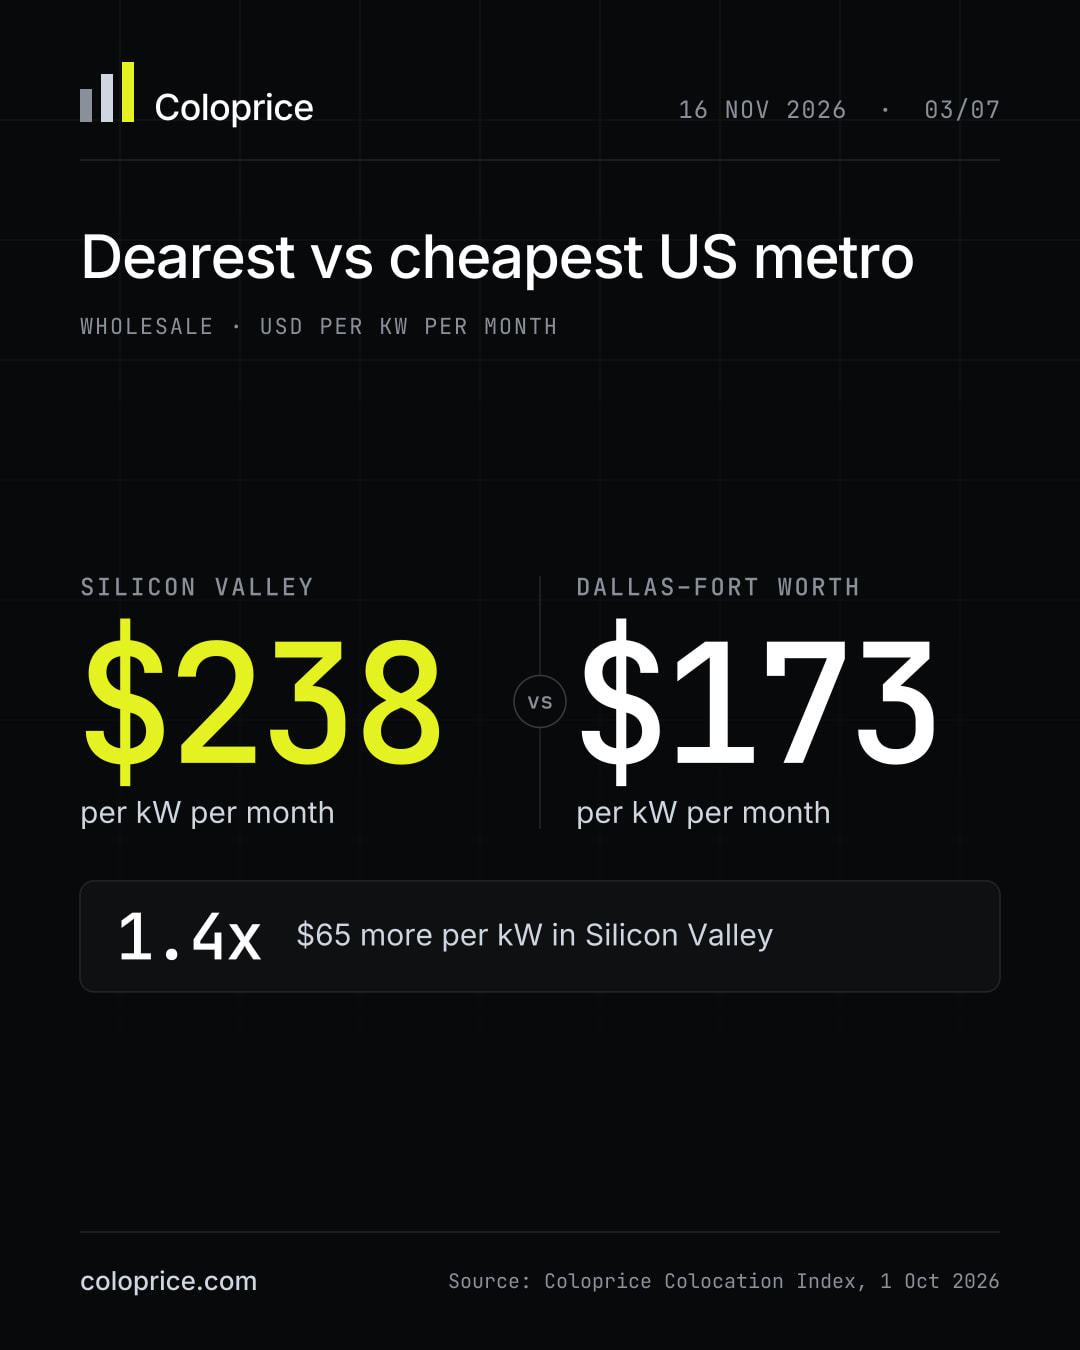 Coloprice
16 NOV 2026 · 03/07
Dearest vs cheapest US metro
WHOLESALE · USD PER KW PER MONTH
SILICON VALLEY
$238
per kW per month
VS
DALLAS-FORT WORTH
$173
per kW per month
1.4x $65 more per kW in Silicon Valley
coloprice.com
Source: Coloprice Colocation Index, 1 Oct 2026